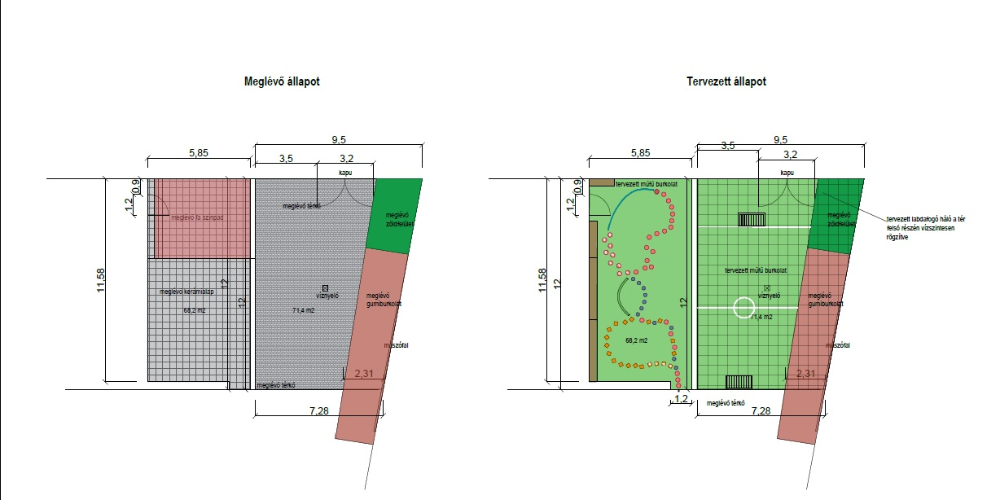 Meglévő állapot
5,85
9,5
3,5
3,2
kapu
0,9
1,2
meglévő térkő
meglévő fa színpad
meglévő
zöldfelület
11,58
12
12
meglévő kerámialap
68,2 m2
víznyelő
71,4 m2
meglévő
gumiburkolat
mászófal
2,31
meglévő térkő
7,28
Tervezett állapot
5,85
9,5
3,5
3,2
kapu
0,9
1,2
tervezett műfű burkolat
meglévő
zöldfelület
tervezett labdafogó háló a tér
felső részén vízszintesen
rögzítve
11,58
12
12
tervezett műfű burkolat
víznyelő
71,4 m2
meglévő
gumiburkolat
68,2 m2
mászófal
2,31
1,2
meglévő térkő
7,28